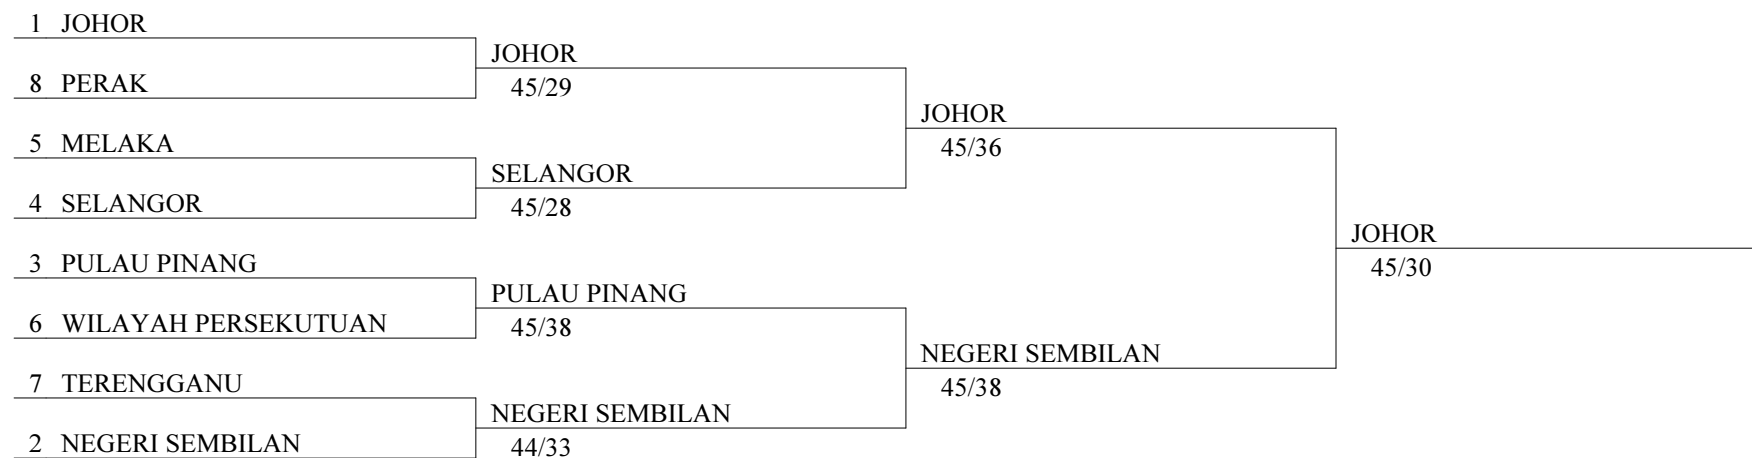 1 JOHOR
8 PERAK
5 MELAKA
4 SELANGOR
3 PULAU PINANG
6 WILAYAH PERSEKUTUAN
7 TERENGGANU
2 NEGERI SEMBILAN
JOHOR
45/29
SELANGOR
45/28
PULAU PINANG
45/38
NEGERI SEMBILAN
44/33
JOHOR
45/36
NEGERI SEMBILAN
45/38
JOHOR
45/30